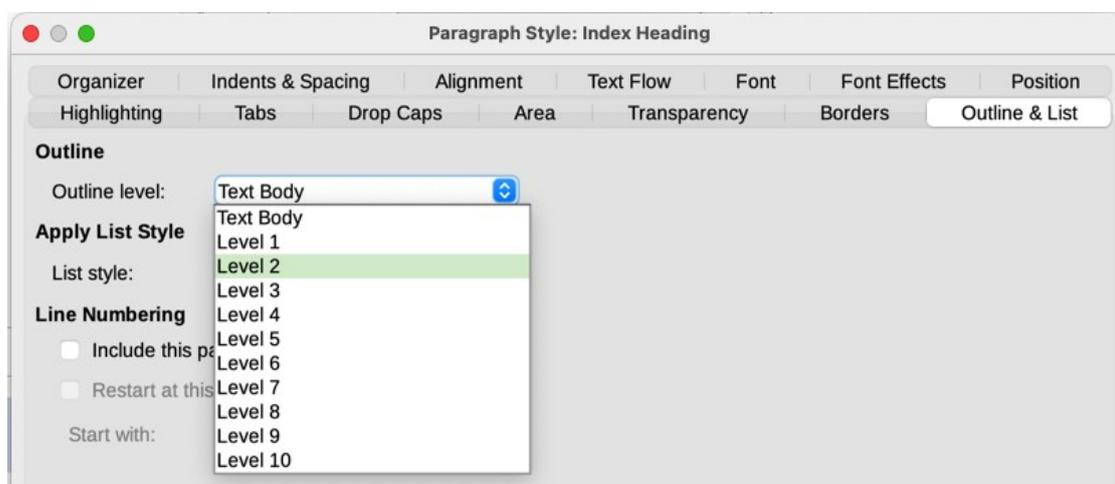 Paragraph Style: Index Heading
Organizer Indents & Spacing Alignment Text Flow Font Font Effects Position
Highlighting Tabs Drop Caps Area Transparency Borders Outline & List
Outline
Outline level: Text Body
Text Body
Apply List Style
Level 1
Level 2
List style:
Level 3
Line Numbering
Level 4
Level 5
Include this
Level 6
Restart at this
Level 7
Level 8
Start with:
Level 9
Level 10